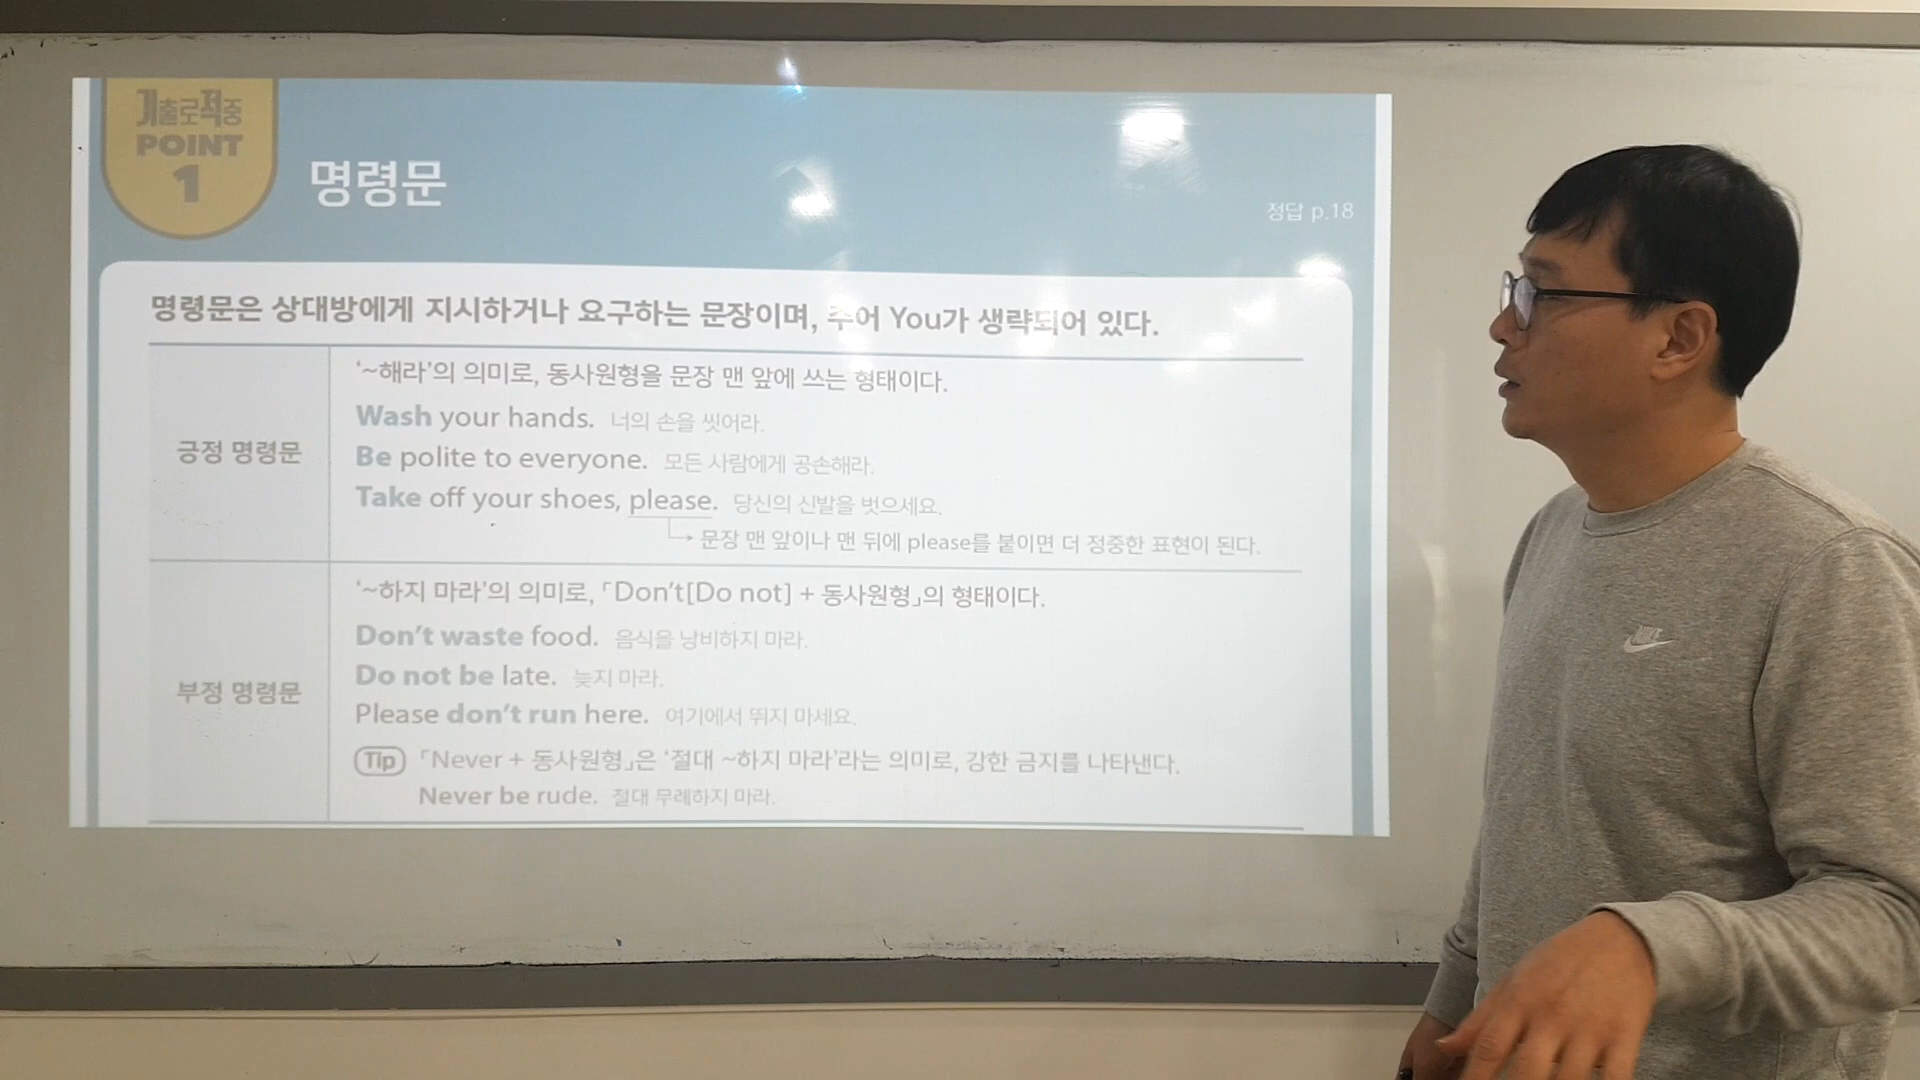 기출로적중
POINT
1
명령문
정답 p.18
명령문은 상대방에게 지시하거나 요구하는 문장이며, 주어 You가 생략되어 있다.
긍정 명령문
‘~해라’의 의미로, 동사원형을 문장 맨 앞에 쓰는 형태이다.
Wash your hands. 너의 손을 씻어라.
Be polite to everyone. 모든 사람에게 공손해라.
Take off your shoes, please. 당신의 신발을 벗으세요.
문장 맨 앞이나 맨 뒤에 please를 붙이면 더 정중한 표현이 된다.
부정 명령문
‘~하지 마라’의 의미로, 「Don’t[Do not] + 동사원형」의 형태이다.
Don’t waste food. 음식을 낭비하지 마라.
Do not be late. 늦지 마라.
Please don’t run here. 여기에서 뛰지 마세요.
Tip 「Never + 동사원형」은 ‘절대 ~하지 마라’라는 의미로, 강한 금지를 나타낸다.
Never be rude. 절대 무례하지 마라.
NIKE